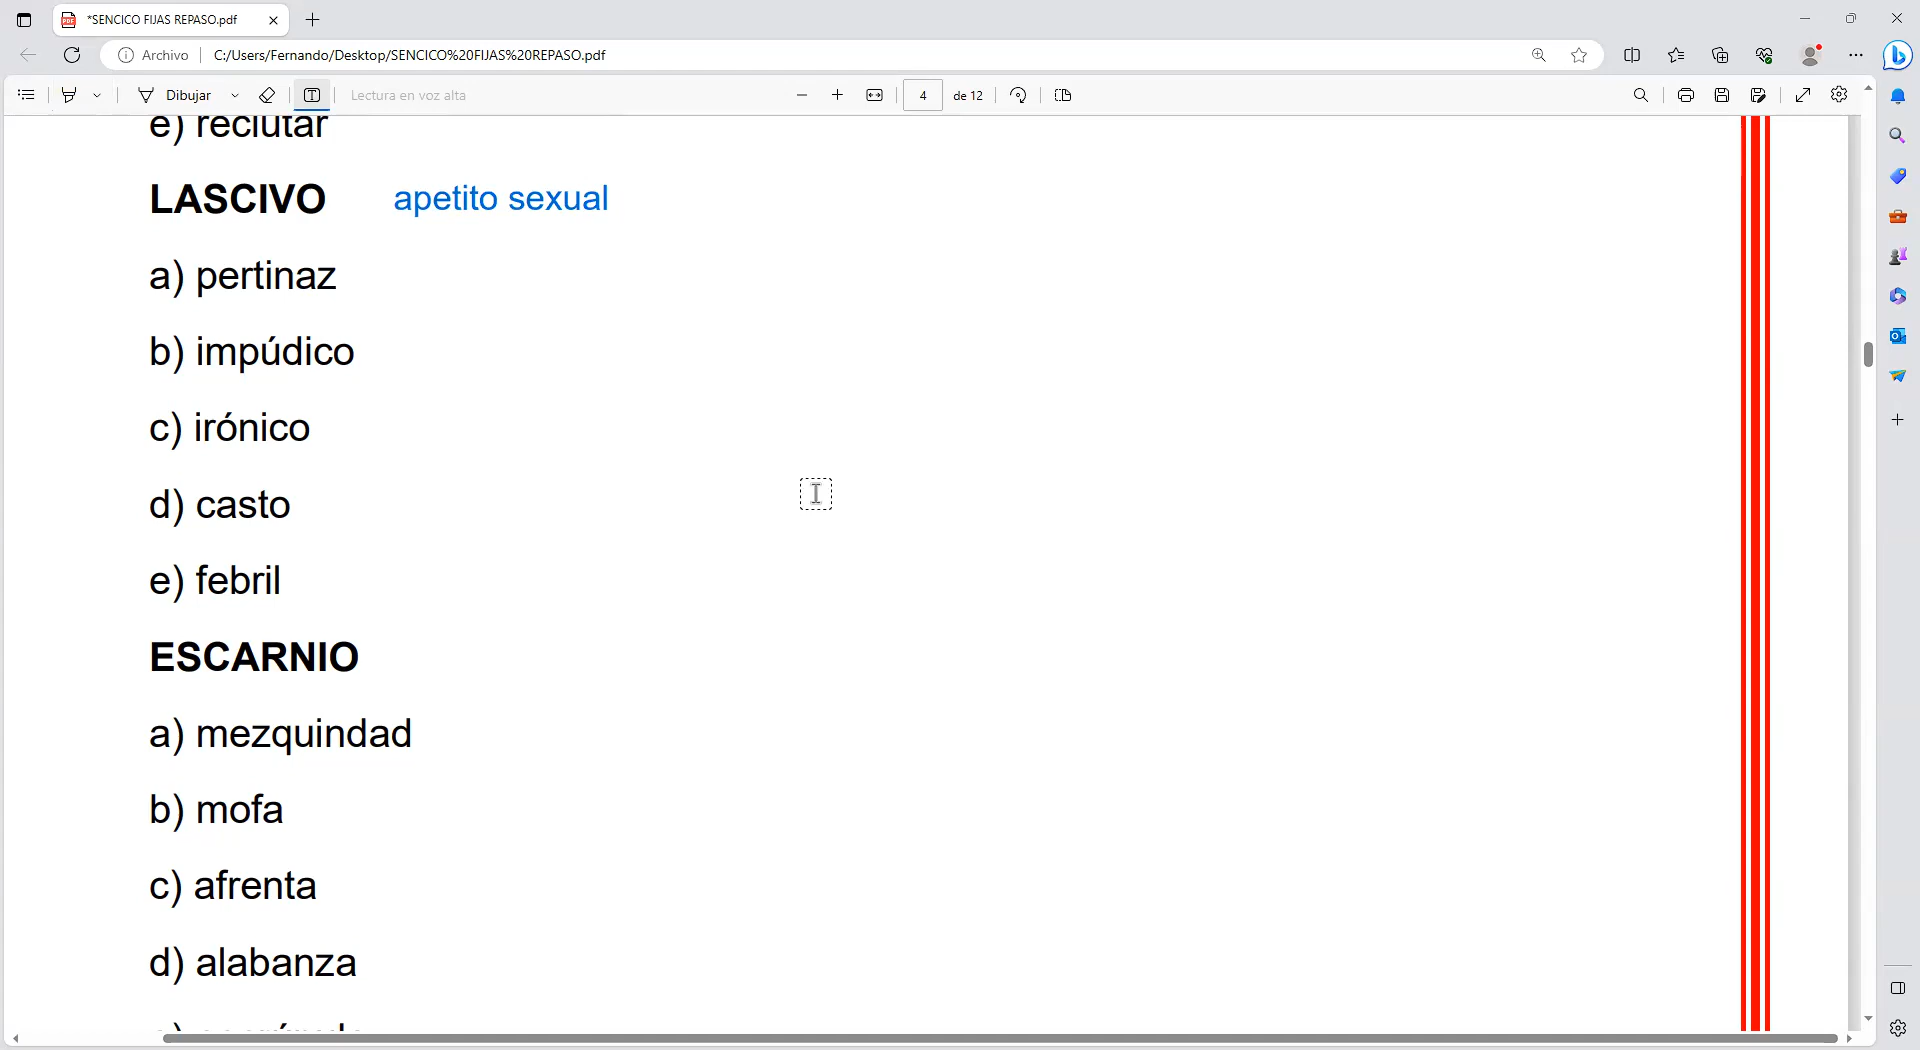 *SENCICO FIJAS REPASO.pdf
Archivo
C:/Users/Fernando/Desktop/SENCICO%20FIJAS%20REPASO.pdf
Dibujar
Lectura en voz alta
4
de 12
e) reclutar
LASCIVO apetito sexual
a) pertinaz
b) impúdico
c) irónico
d) casto
e) febril
ESCARNIO
a) mezquindad
b) mofa
c) afrenta
d) alabanza